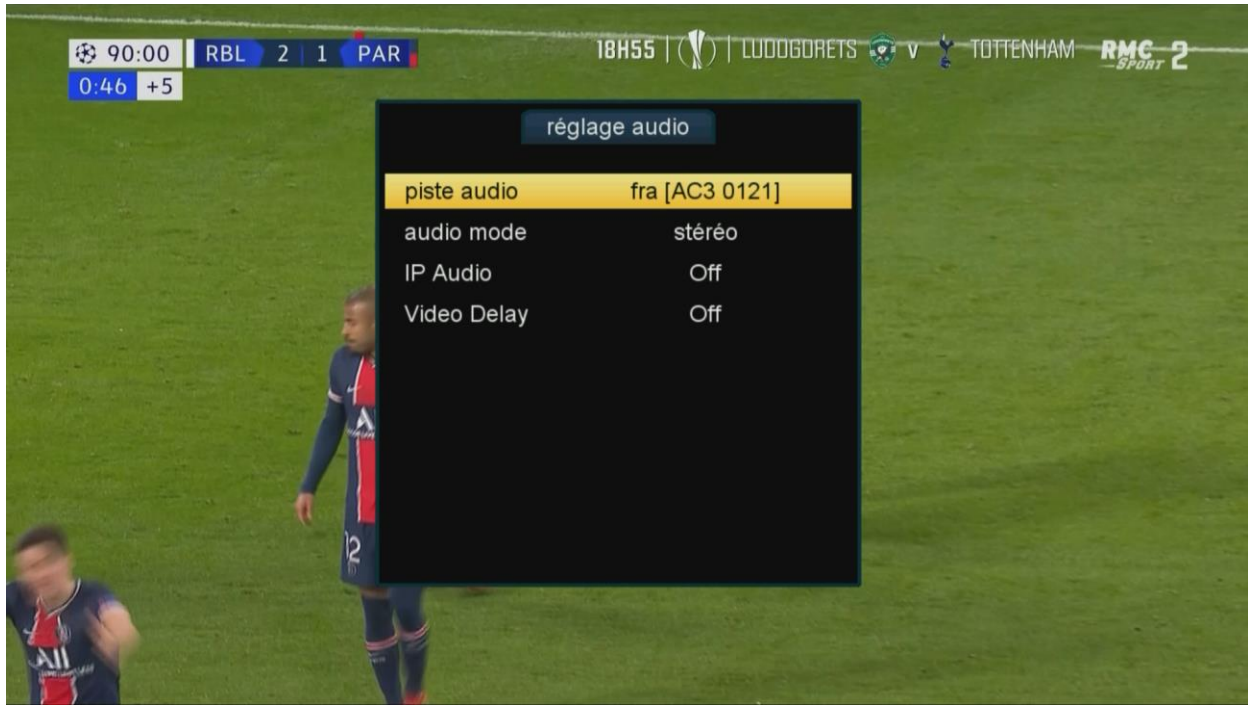 90:00 RBL 2 1 PAR
0:46 +5
18H55 | LUDOGORETS V TOTTENHAM RMC SPORT 2
réglage audio
piste audio fra [AC3 0121]
audio mode stéréo
IP Audio Off
Video Delay Off
12
ALL